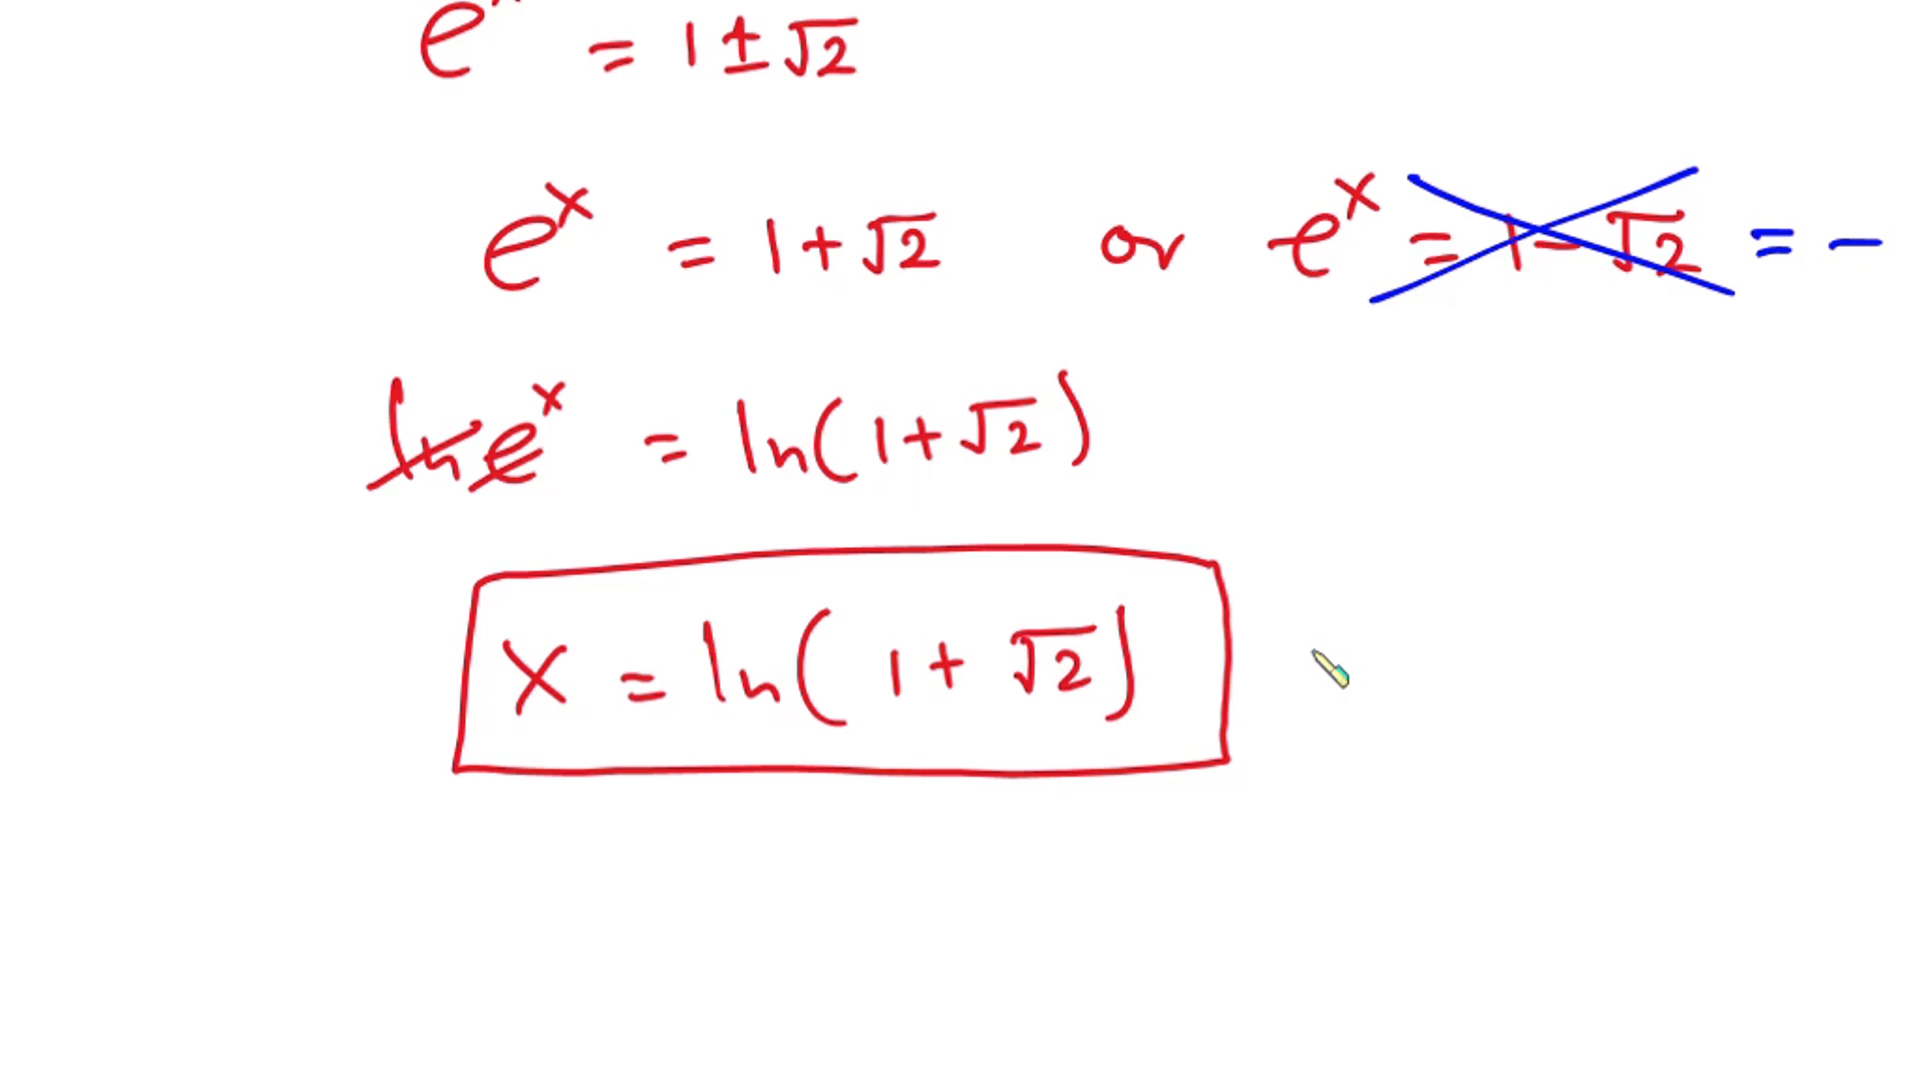 e^x = 1 ± √2
e^x = 1 + √2 or e^x = 1 - √2 = -
ln e^x = ln(1 + √2)
x = ln(1 + √2)